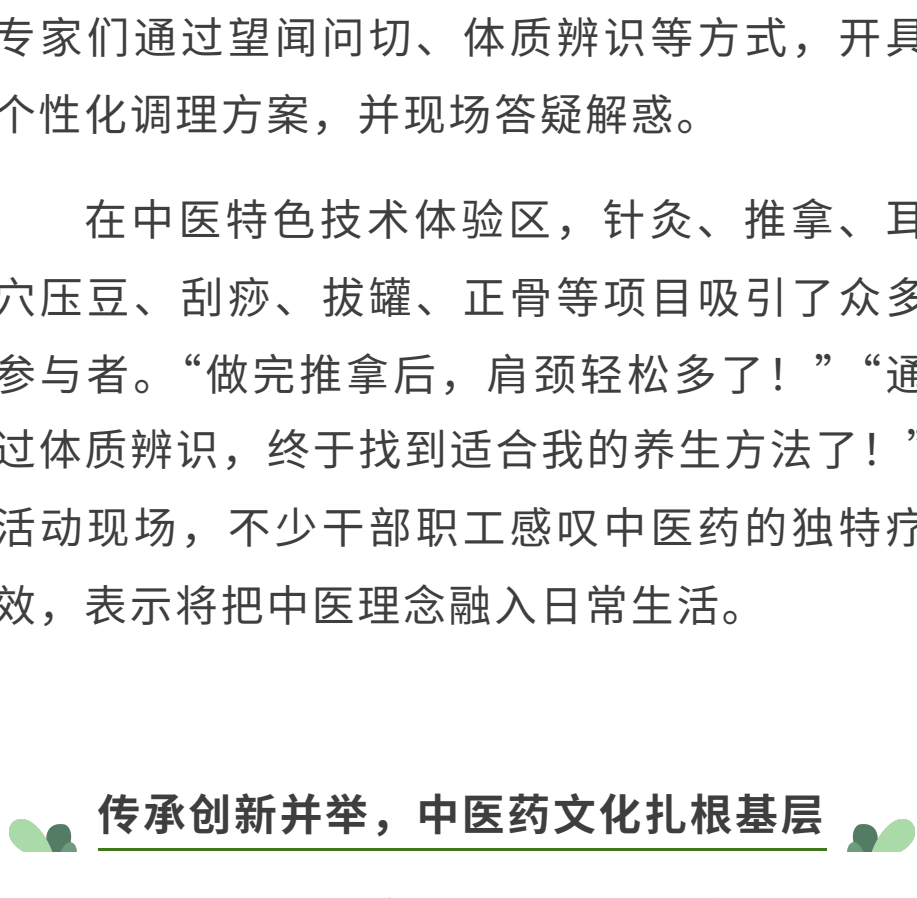 专家们通过望闻问切、体质辨识等方式，开具
个性化调理方案，并现场答疑解惑。
在中医特色技术体验区，针灸、推拿、耳
穴压豆、刮痧、拔罐、正骨等项目吸引了众多
参与者。“做完推拿后，肩颈轻松多了！”“通
过体质辨识，终于找到适合我的养生方法了！”
活动现场，不少干部职工感叹中医药的独特疗
效，表示将把中医理念融入日常生活。
传承创新并举，中医药文化扎根基层